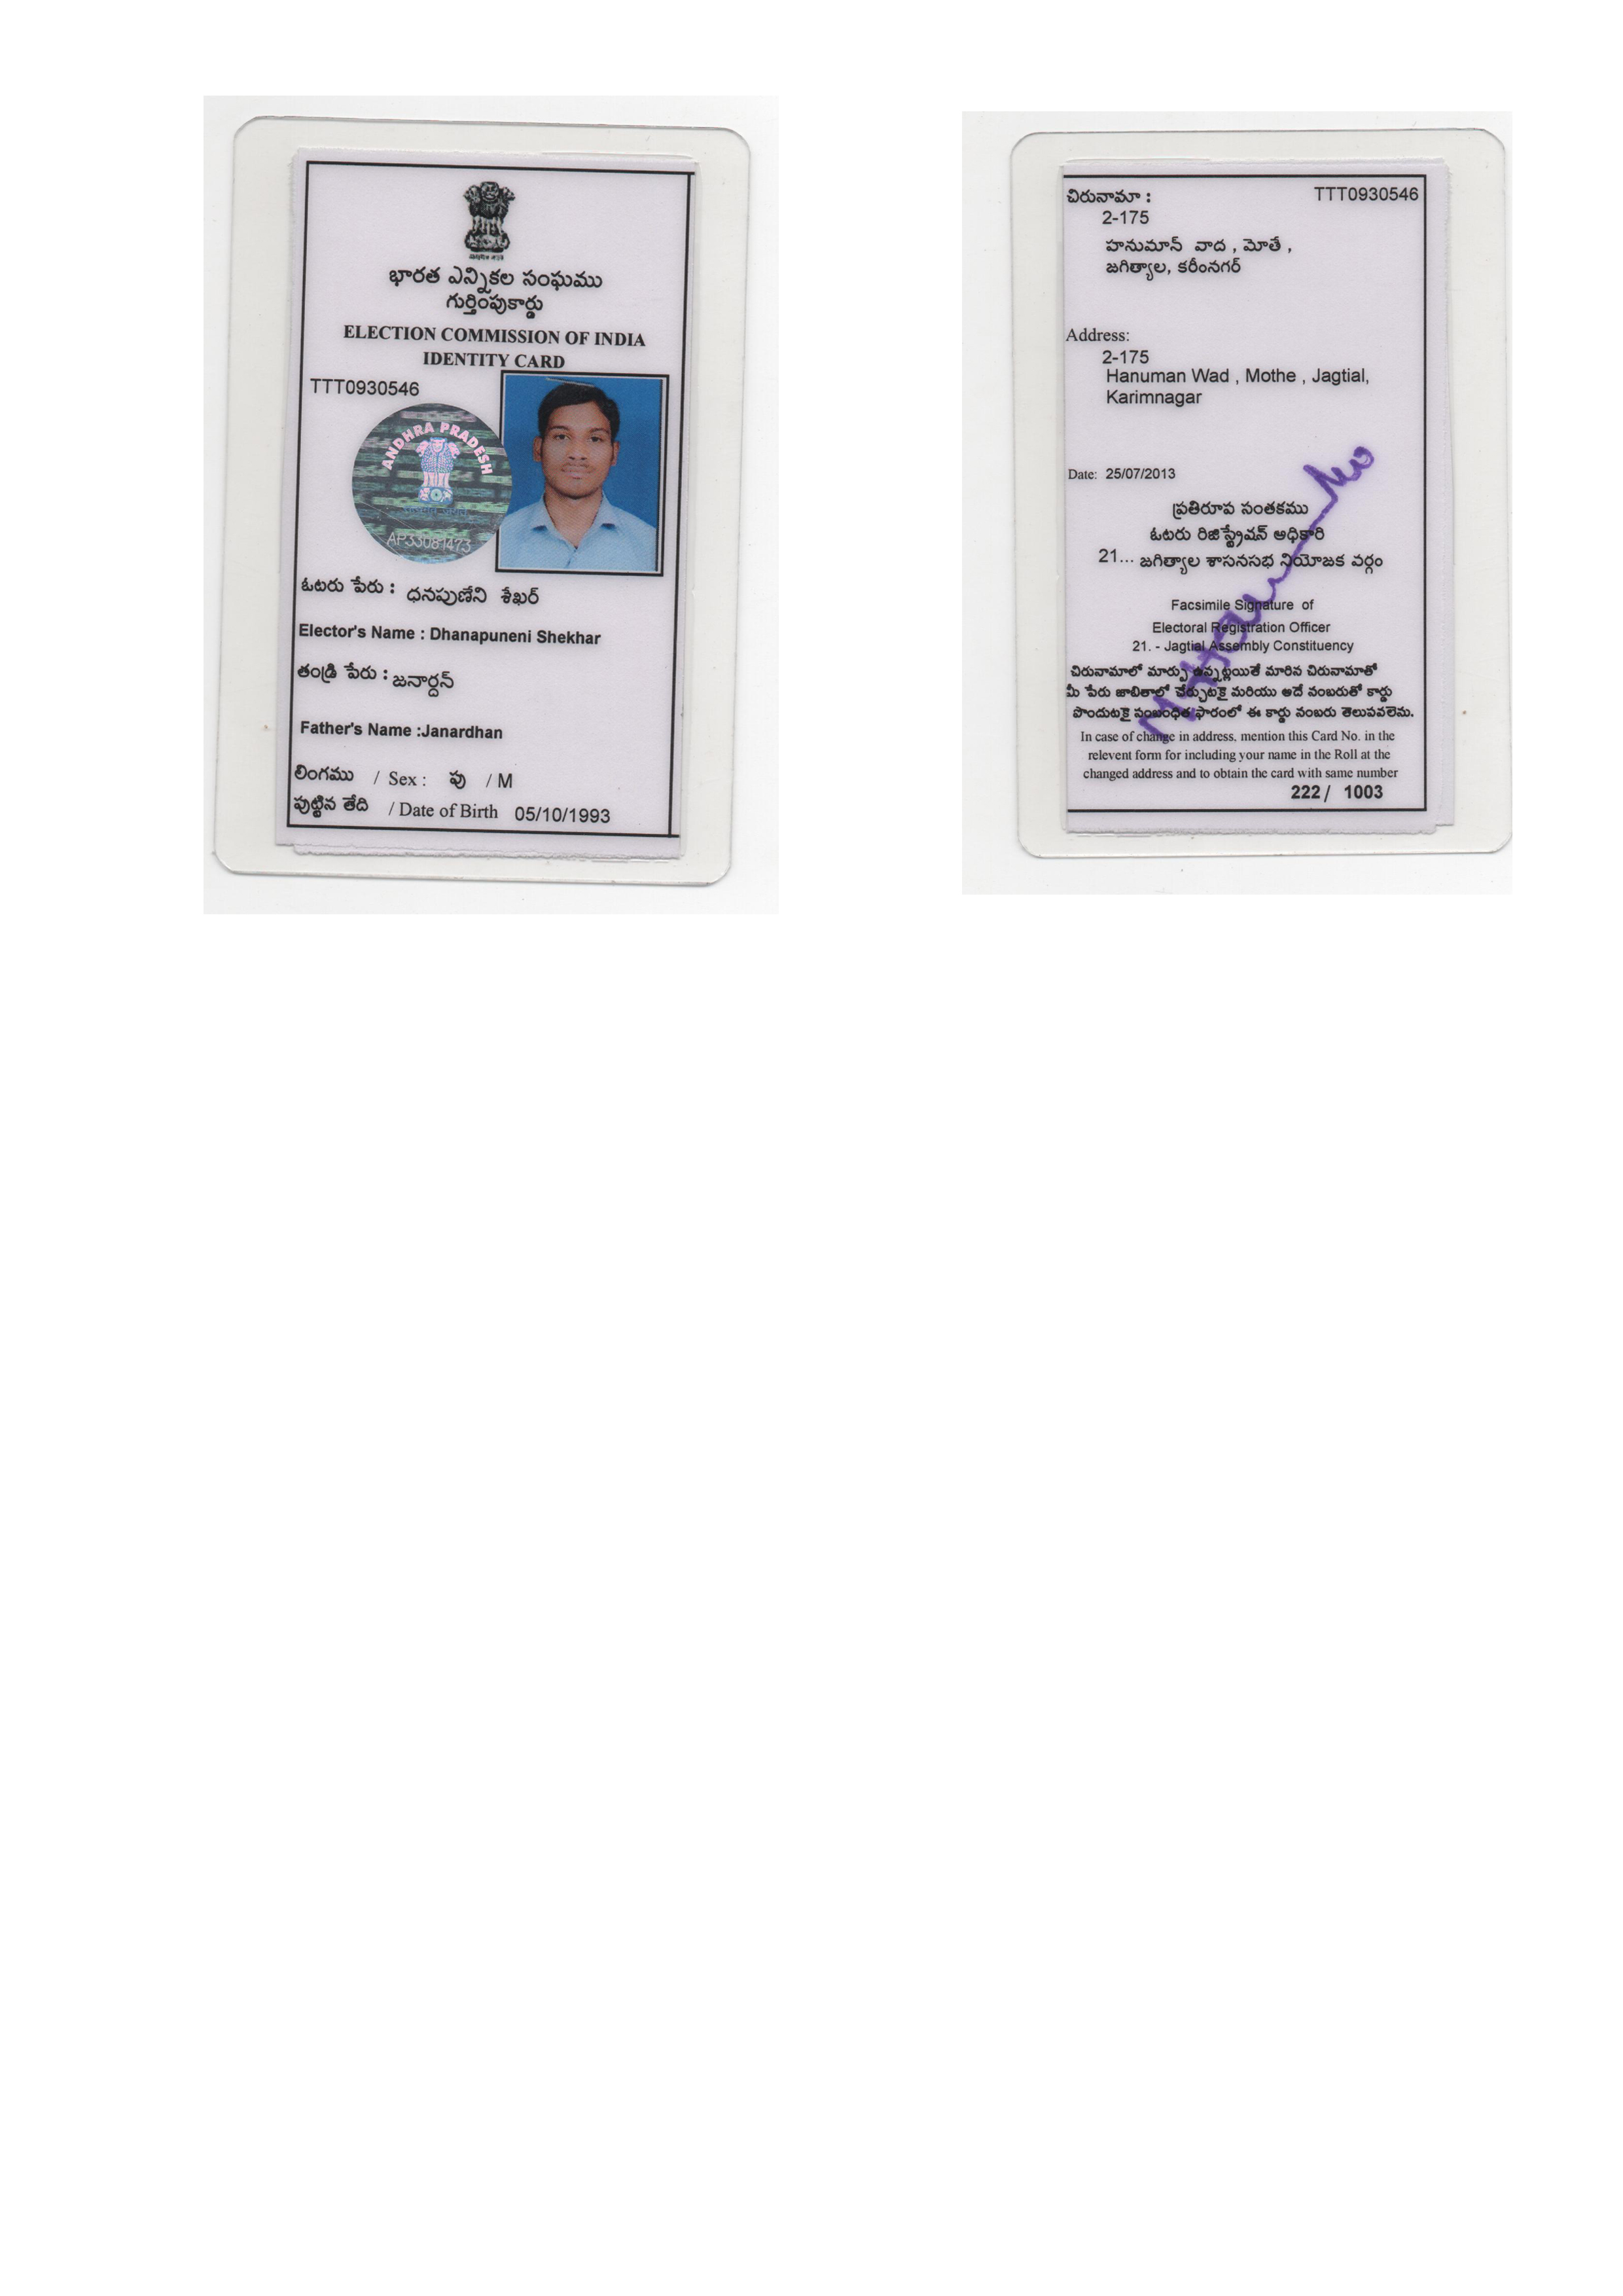 భారత ఎన్నికల సంఘము
గుర్తింపుకార్డు
ELECTION COMMISSION OF INDIA
IDENTITY CARD
TTT0930546
ANDHRA PRADESH
AP33081473
ఓటరు పేరు : ధనపుణేని శేఖర్
Elector's Name : Dhanapuneni Shekhar
తండ్రి పేరు : జనార్దన్
Father's Name :Janardhan
లింగము / Sex : పు / M
పుట్టిన తేది / Date of Birth 05/10/1993
చిరునామా : TTT0930546
2-175
హనుమాన్ వాద , మోతే ,
జగిత్యాల, కరీంనగర్
Address:
2-175
Hanuman Wad , Mothe , Jagtial,
Karimnagar
Date: 25/07/2013
ప్రతిరూప సంతకము
ఓటరు రిజిస్ట్రేషన్ అధికారి
21... జగిత్యాల శాసనసభ నియోజక వర్గం
Facsimile Signature of
Electoral Registration Officer
21. - Jagtial Assembly Constituency
చిరునామాలో మార్పు ఉన్నట్లయితే మారిన చిరునామాతో
మీ పేరు జాబితాలో చేర్చుటకై మరియు అదే నంబరుతో కార్డు
పొందుటకై సంబంధిత ఫారంలో ఈ కార్డు నంబరు తెలుపవలెను.
In case of change in address, mention this Card No. in the
relevent form for including your name in the Roll at the
changed address and to obtain the card with same number
222 / 1003